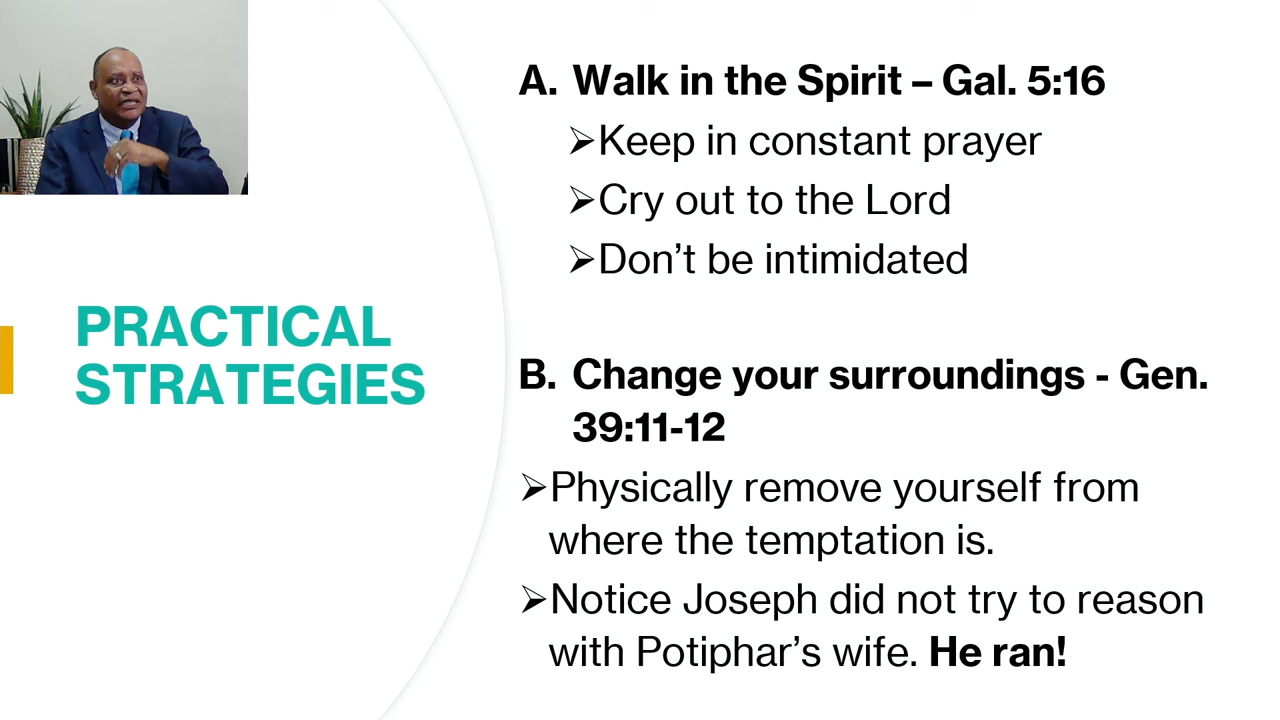 PRACTICAL
STRATEGIES
A. Walk in the Spirit – Gal. 5:16
➢Keep in constant prayer
➢Cry out to the Lord
➢Don’t be intimidated
B. Change your surroundings - Gen.
39:11-12
➢Physically remove yourself from
where the temptation is.
➢Notice Joseph did not try to reason
with Potiphar’s wife. He ran!